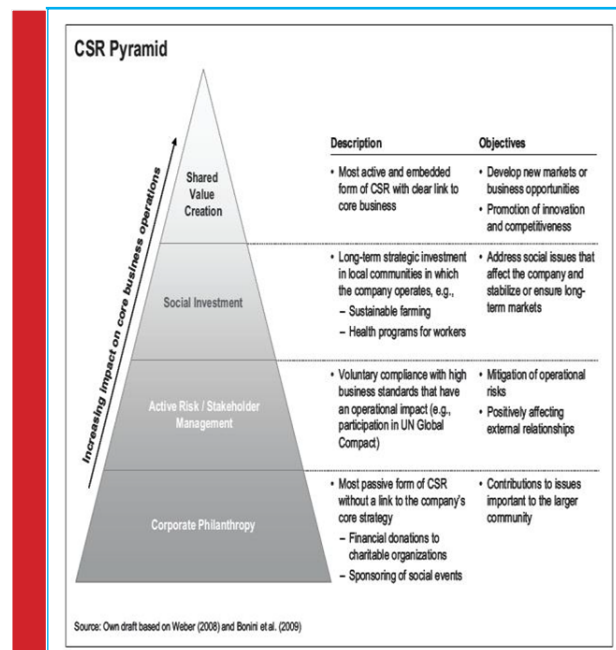 CSR Pyramid
Increasing impact on core business operations
Description
Objectives
Shared
Value
Creation
• Most active and embedded
form of CSR with clear link to
core business
• Develop new markets or
business opportunities
• Promotion of innovation
and competitiveness
Social Investment
• Long-term strategic investment
in local communities in which
the company operates, e.g.,
– Sustainable farming
– Health programs for workers
• Address social issues that
affect the company and
stabilize or ensure long-
term markets
Active Risk / Stakeholder
Management
• Voluntary compliance with high
business standards that have
an operational impact (e.g.,
participation in UN Global
Compact)
• Mitigation of operational
risks
• Positively affecting
external relationships
Corporate Philanthropy
• Most passive form of CSR
without a link to the company's
core strategy
– Financial donations to
charitable organizations
– Sponsoring of social events
• Contributions to issues
important to the larger
community
Source: Own draft based on Weber (2008) and Bonini et al. (2009)